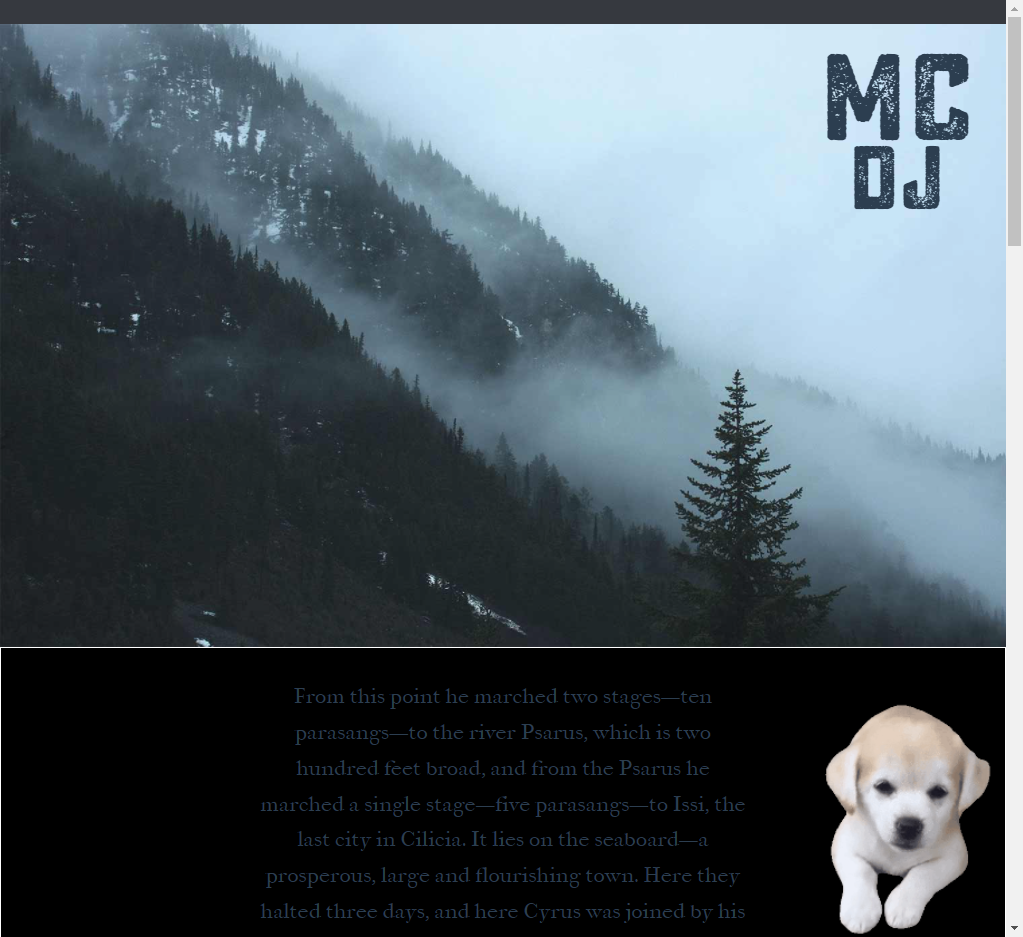 MC
DJ
From this point he marched two stages—ten
parasangs—to the river Psarus, which is two
hundred feet broad, and from the Psarus he
marched a single stage—five parasangs—to Issi, the
last city in Cilicia. It lies on the seaboard—a
prosperous, large and flourishing town. Here they
halted three days, and here Cyrus was joined by his